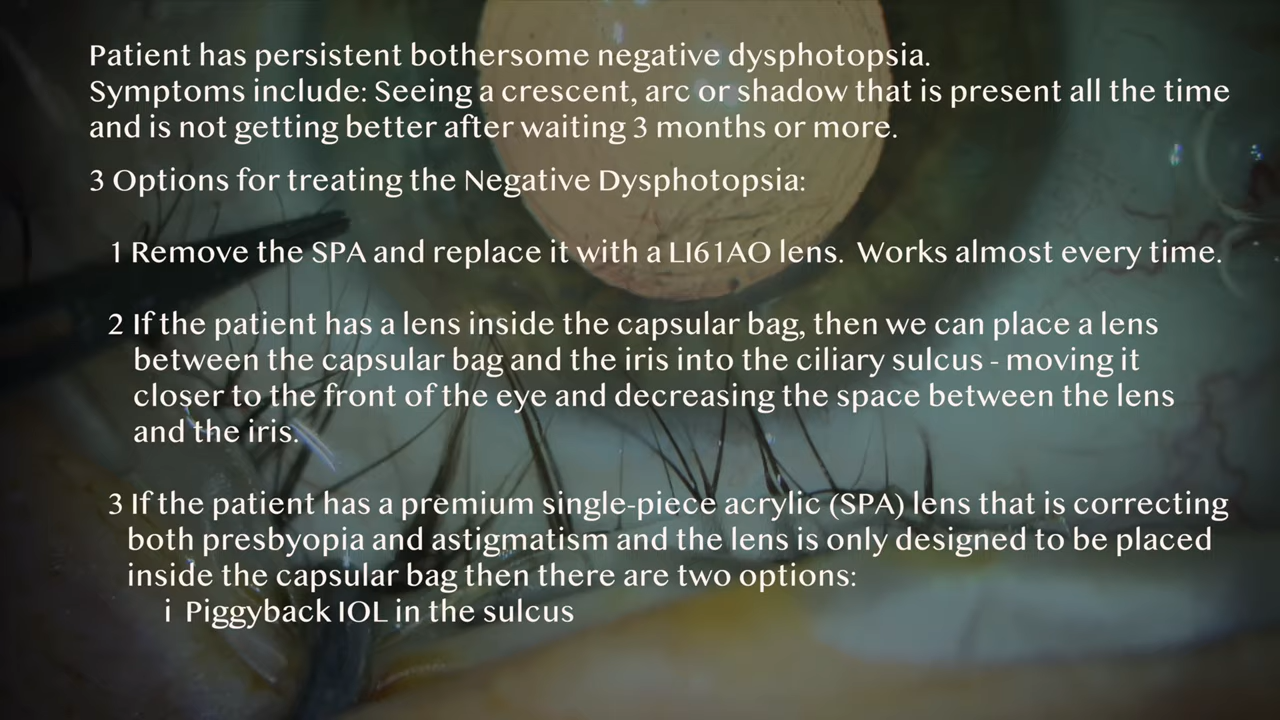 Patient has persistent bothersome negative dysphotopsia.
Symptoms include: Seeing a crescent, arc or shadow that is present all the time
and is not getting better after waiting 3 months or more.
3 Options for treating the Negative Dysphotopsia:
1 Remove the SPA and replace it with a LI61AO lens. Works almost every time.
2 If the patient has a lens inside the capsular bag, then we can place a lens
between the capsular bag and the iris into the ciliary sulcus - moving it
closer to the front of the eye and decreasing the space between the lens
and the iris.
3 If the patient has a premium single-piece acrylic (SPA) lens that is correcting
both presbyopia and astigmatism and the lens is only designed to be placed
inside the capsular bag then there are two options:
i Piggyback IOL in the sulcus